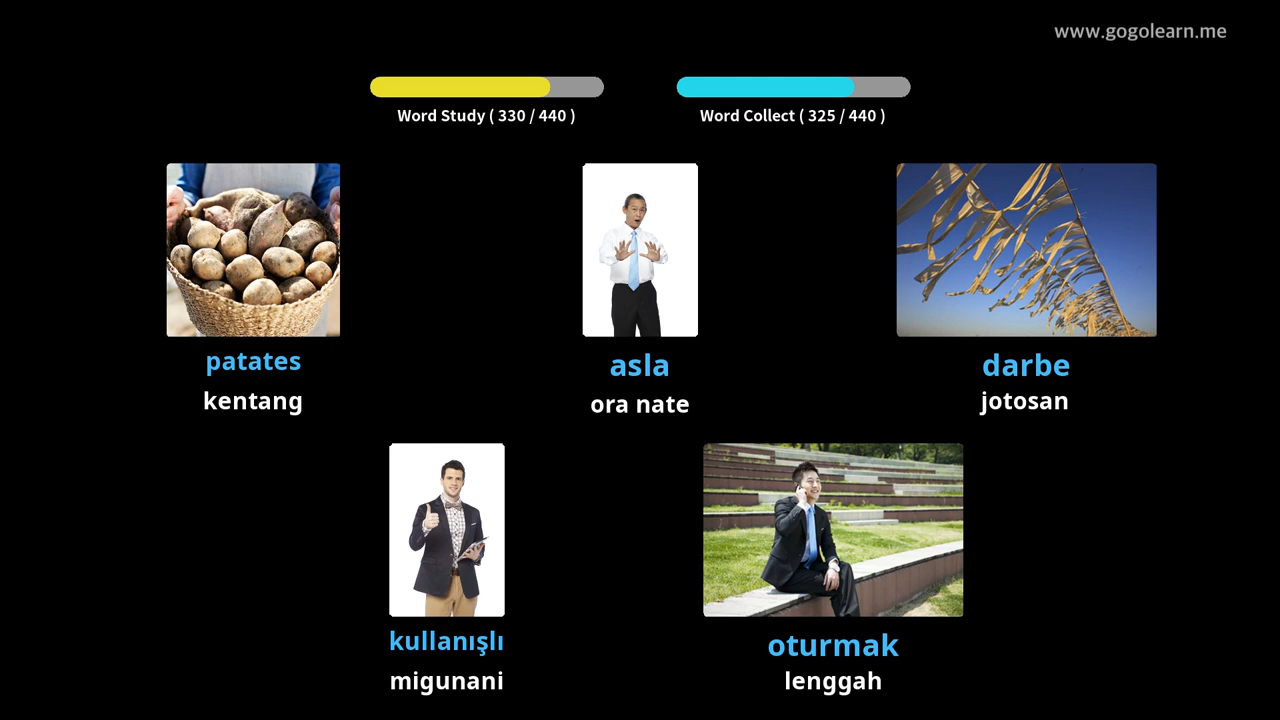 www.gogolearn.me
Word Study ( 330 / 440 )
Word Collect ( 325 / 440 )
patates
kentang
asla
ora nate
darbe
jotosan
kullanışlı
migunani
oturmak
lenggah